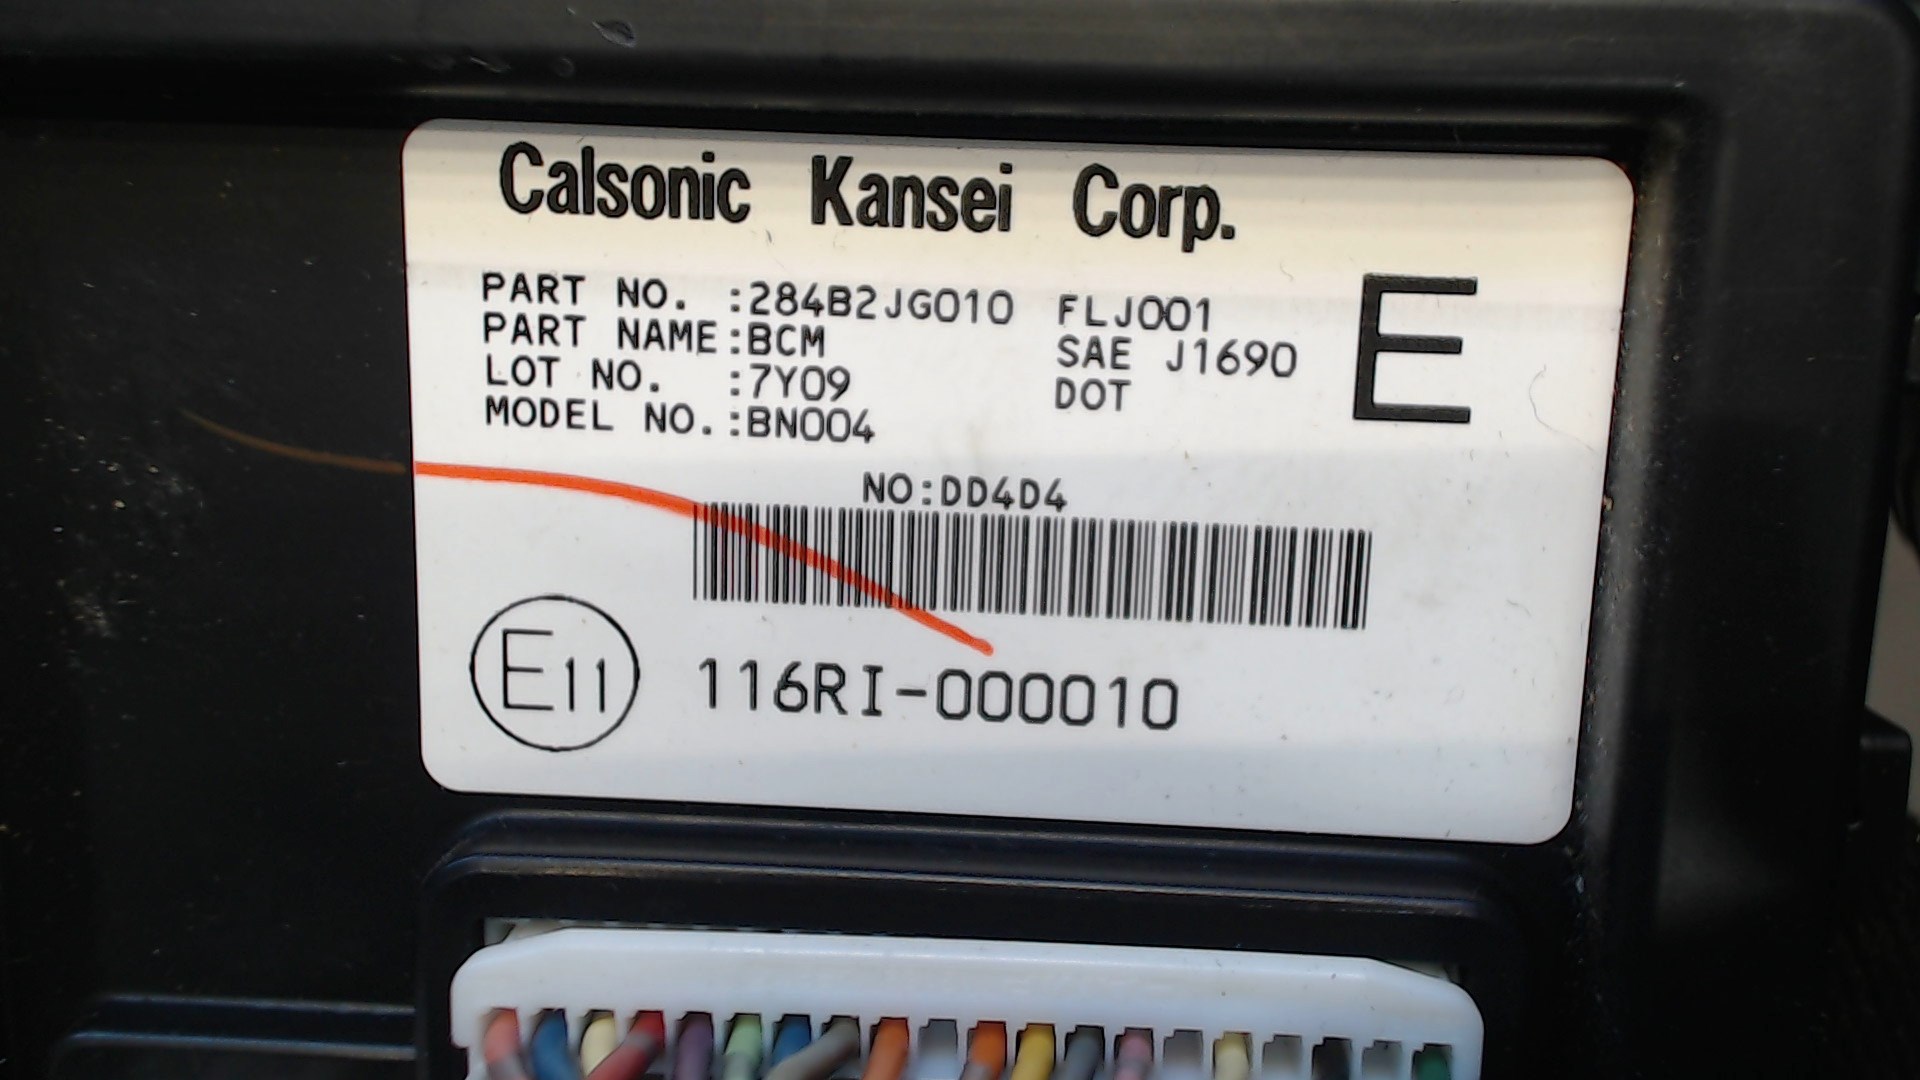 Calsonic Kansei Corp.
PART NO. :284B2JG010 FLJ001
PART NAME:BCM SAE J1690
LOT NO. :7Y09 DOT
MODEL NO.:BN004
E
NO:DD4D4
E11
116RI-000010